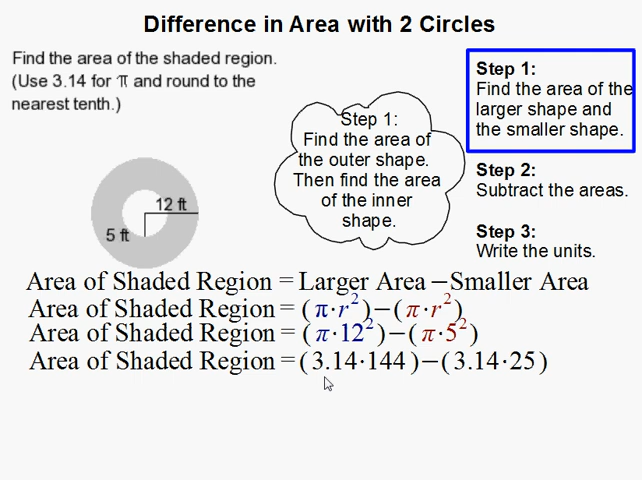 Difference in Area with 2 Circles
Find the area of the shaded region.
(Use 3.14 for π and round to the
nearest tenth.)
Step 1:
Find the area of
the outer shape.
Then find the area
of the inner
shape.
Step 1:
Find the area of the
larger shape and
the smaller shape.
Step 2:
Subtract the areas.
Step 3:
Write the units.
12 ft
5 ft
Area of Shaded Region = Larger Area − Smaller Area
Area of Shaded Region = (π·r²)−(π·r²)
Area of Shaded Region = (π·12²)−(π·5²)
Area of Shaded Region = (3.14·144)−(3.14·25)